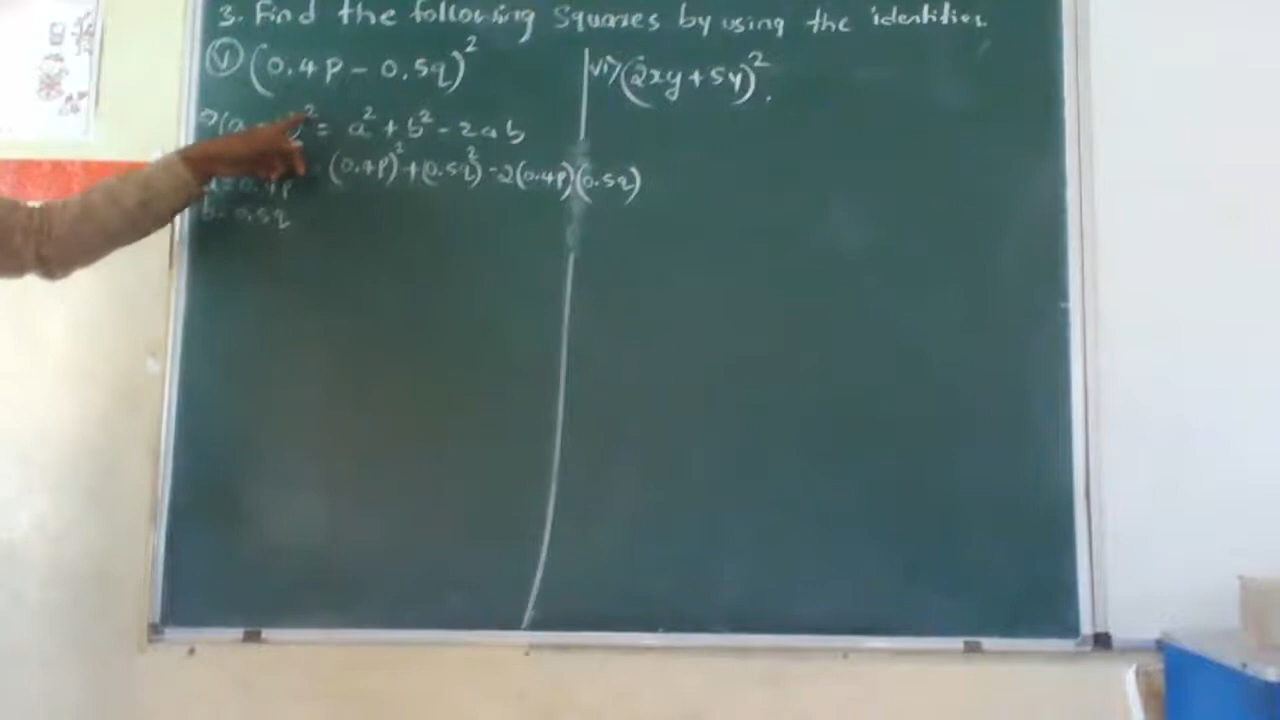 3. Find the following Squares by using the identities
(v) (0.4p - 0.5q)²
⇒ (a b² = a² + b² - 2ab
(0.4p)² + (0.5q)² - 2(0.4p)(0.5q)
a = 0.4p
b = 0.5q
vi) (2xy + 5y)².